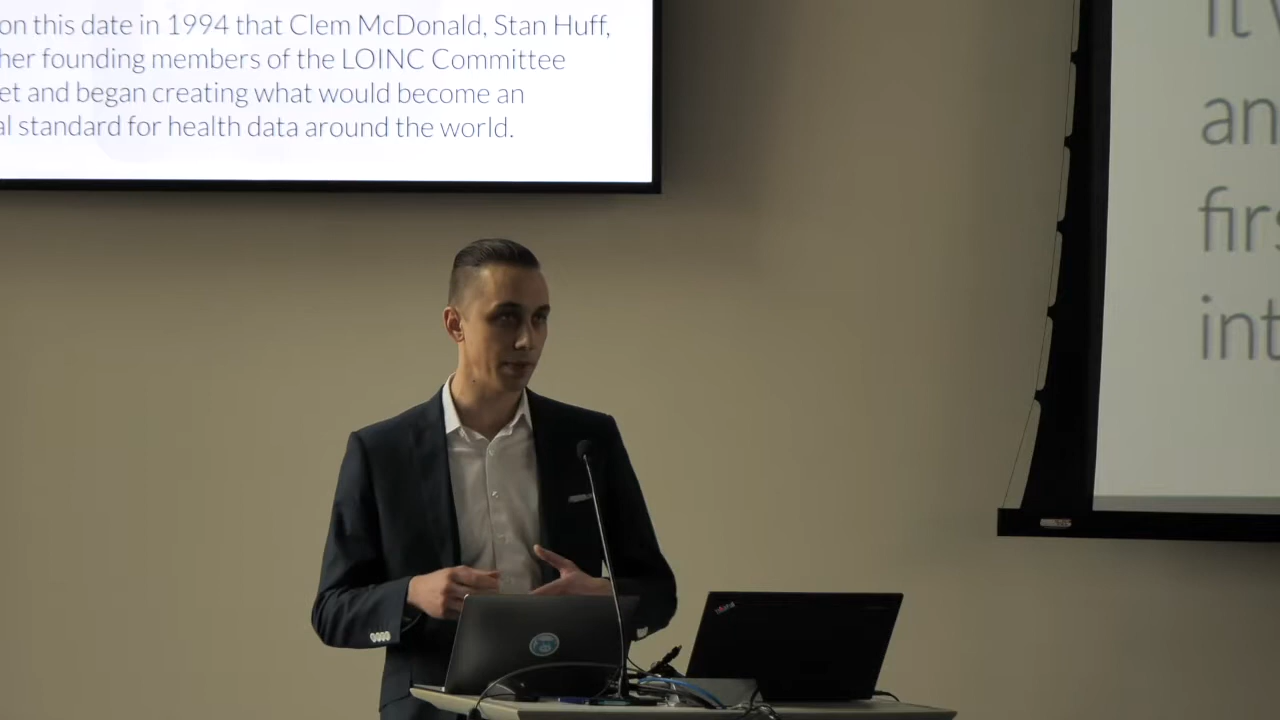 on this date in 1994 that Clem McDonald, Stan Huff,
her founding members of the LOINC Committee
et and began creating what would become an
al standard for health data around the world.
an
firs
int